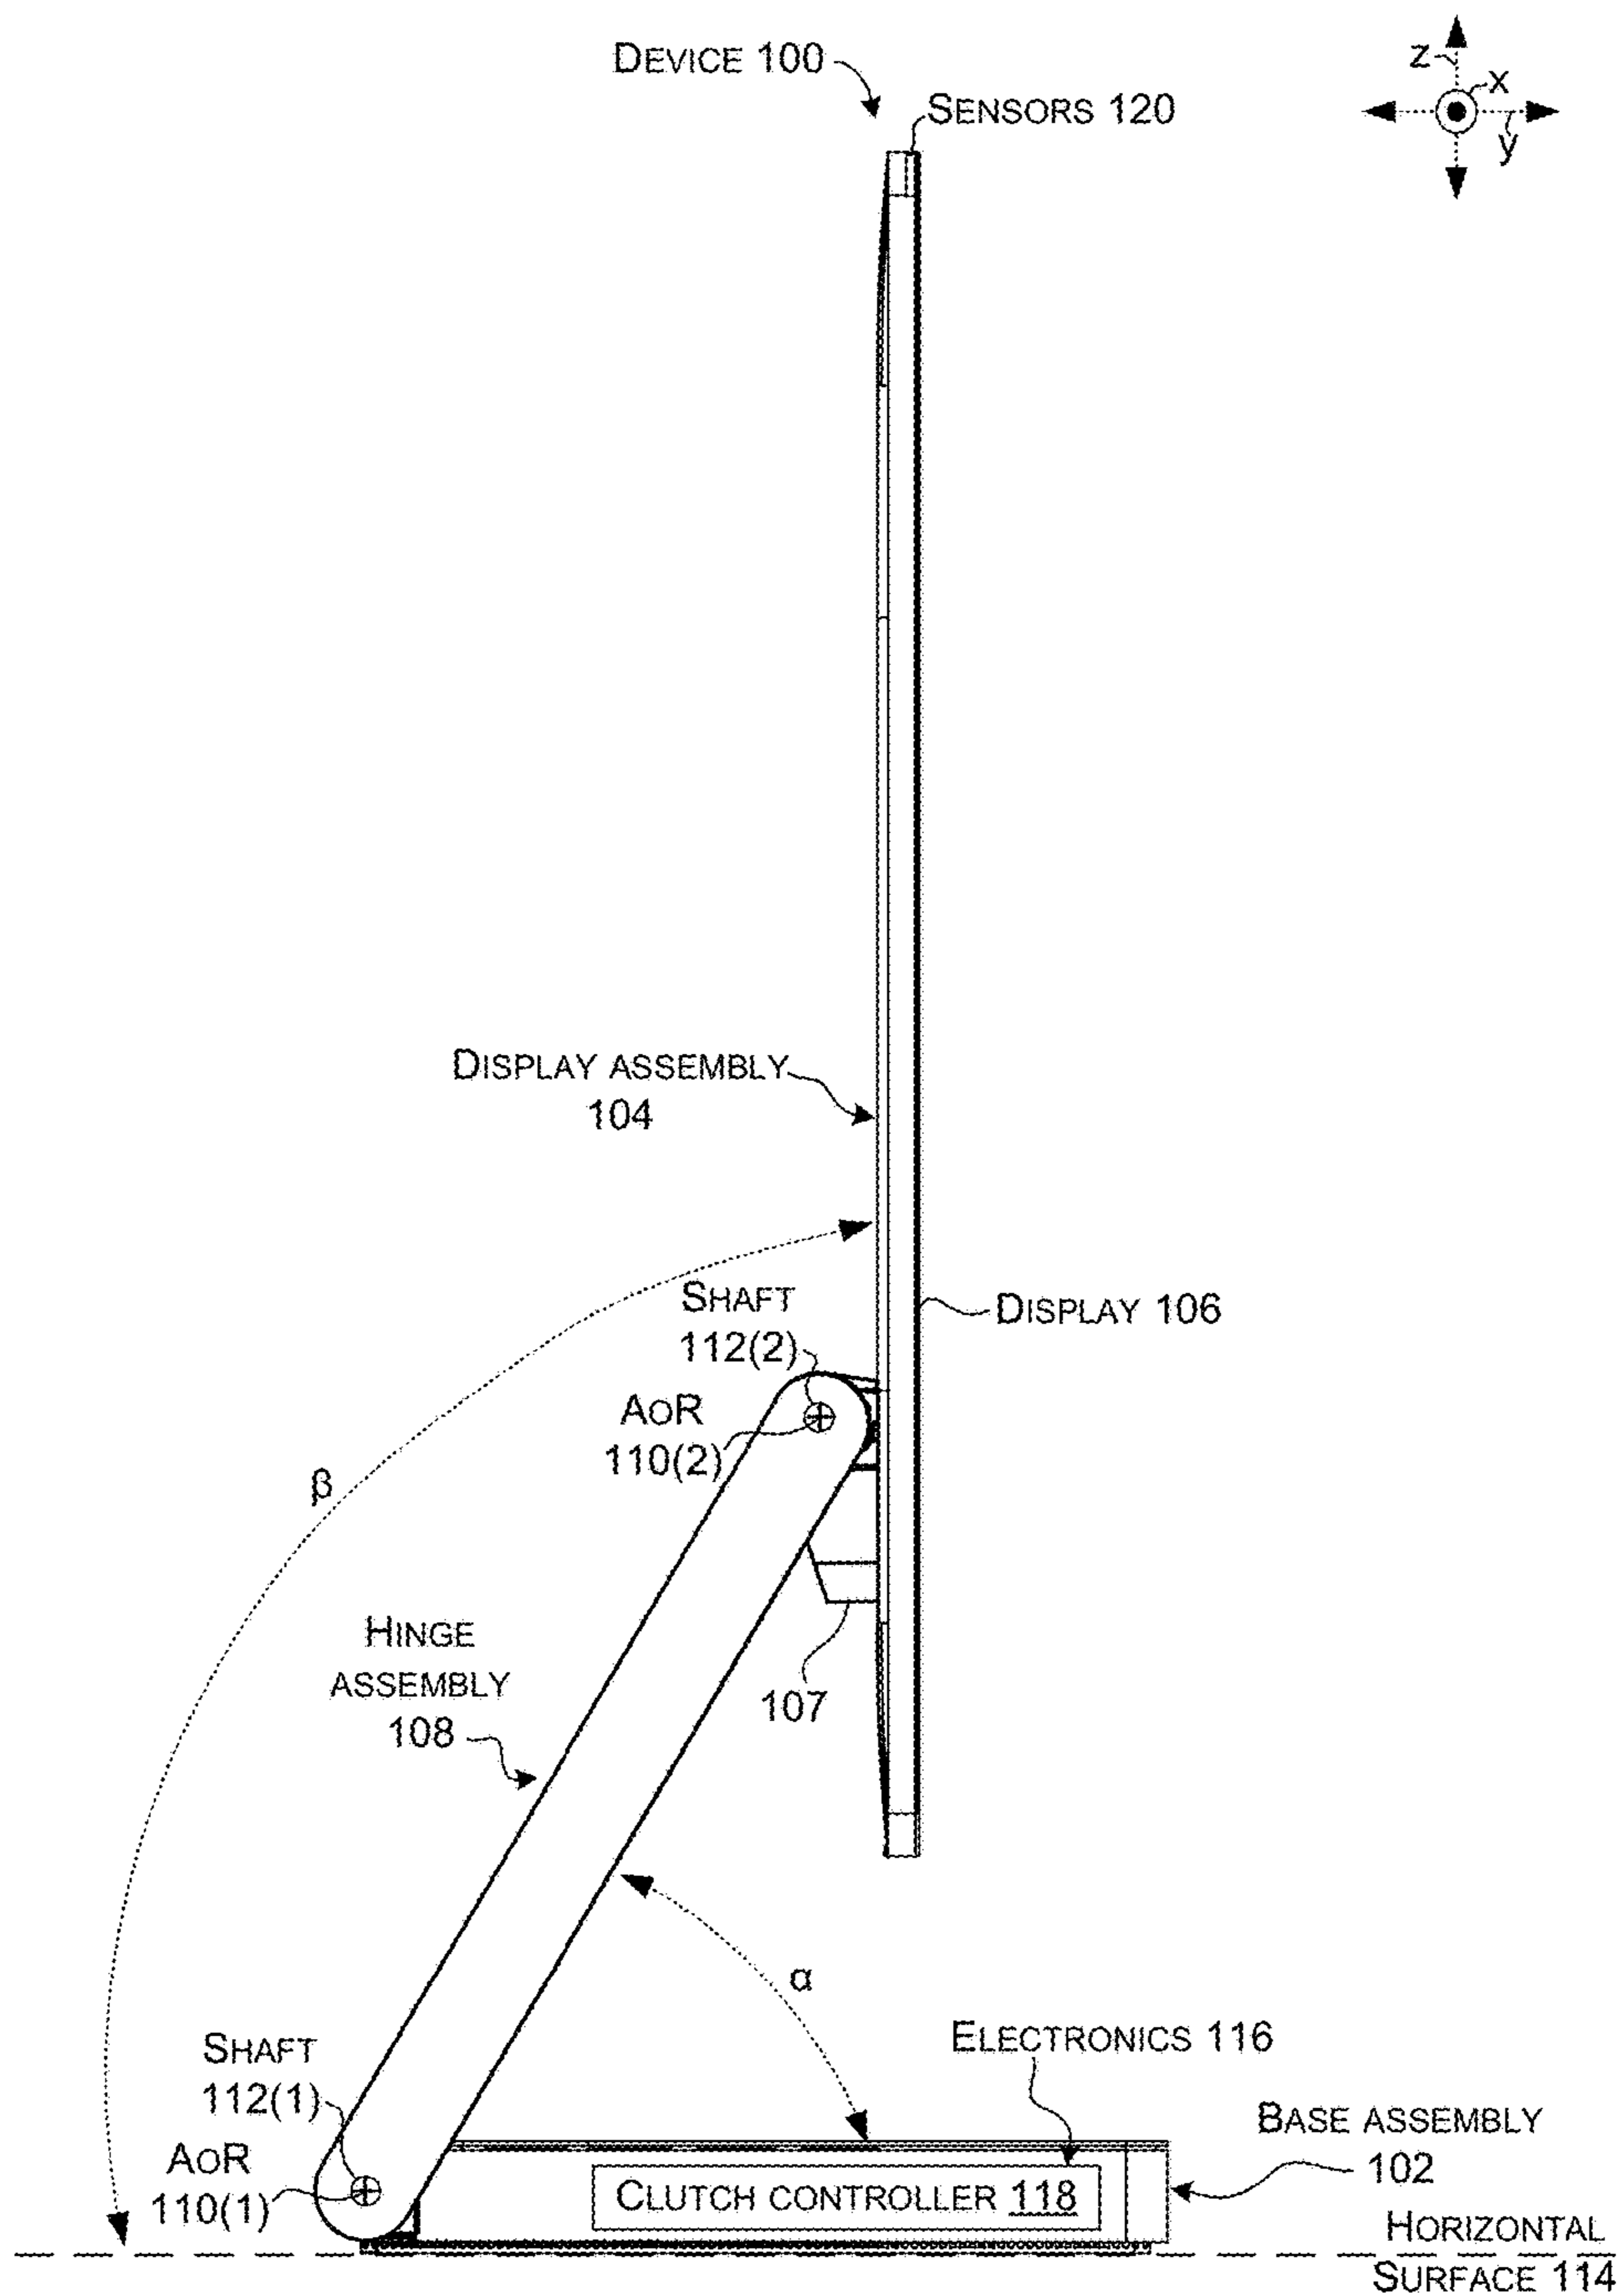 DEVICE 100
SENSORS 120
z
x
y
DISPLAY ASSEMBLY
104
SHAFT
112(2)
DISPLAY 106
AOR
110(2)
β
HINGE
ASSEMBLY
108
107
α
ELECTRONICS 116
SHAFT
112(1)
BASE ASSEMBLY
102
AOR
110(1)
CLUTCH CONTROLLER 118
HORIZONTAL
SURFACE 114